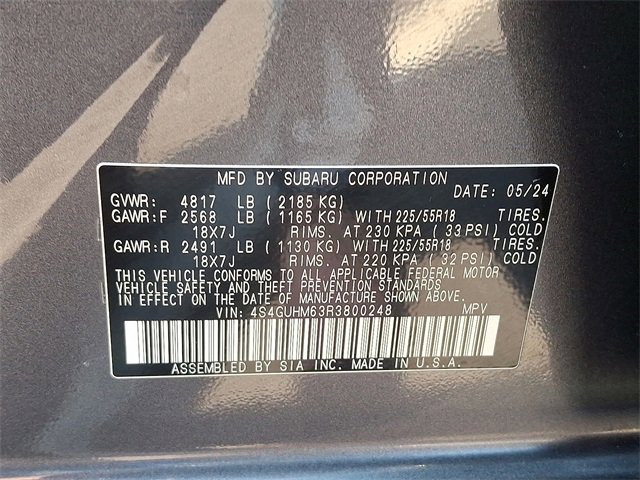 MFD BY SUBARU CORPORATION
DATE: 05/24
GVWR: 4817 LB ( 2185 KG)
GAWR:F 2568 LB ( 1165 KG) WITH 225/55R18 TIRES.
18X7J RIMS. AT 230 KPA ( 33 PSI) COLD
GAWR:R 2491 LB ( 1130 KG) WITH 225/55R18 TIRES.
18X7J RIMS. AT 220 KPA ( 32 PSI) COLD
THIS VEHICLE CONFORMS TO ALL APPLICABLE FEDERAL MOTOR
VEHICLE SAFETY AND THEFT PREVENTION STANDARDS
IN EFFECT ON THE DATE OF MANUFACTURE SHOWN ABOVE.
VIN: 4S4GUHM63R3800248 MPV
ASSEMBLED BY SIA INC. MADE IN U.S.A.